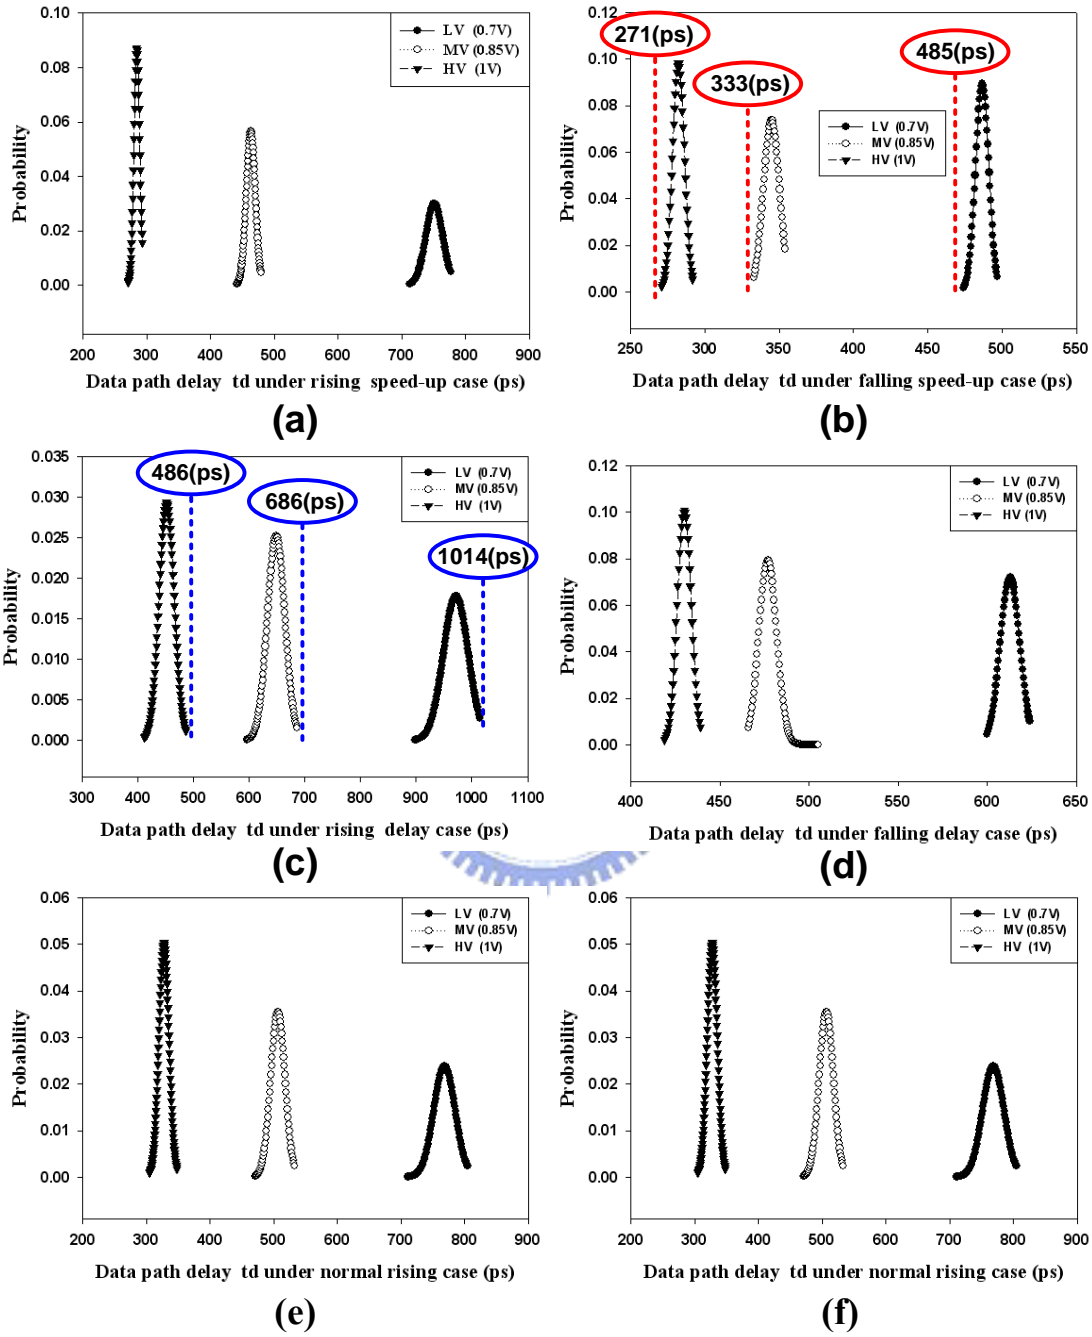 0.10
0.08
0.06
0.04
0.02
0.00
Probability
LV (0.7V)
MV (0.85V)
HV (1V)
200 300 400 500 600 700 800 900
Data path delay td under rising speed-up case (ps)
(a)
0.12
0.10
0.08
0.06
0.04
0.02
0.00
Probability
271(ps)
333(ps)
485(ps)
LV (0.7V)
MV (0.85V)
HV (1V)
250 300 350 400 450 500 550
Data path delay td under falling speed-up case (ps)
(b)
0.035
0.030
0.025
0.020
0.015
0.010
0.005
0.000
Probability
486(ps)
686(ps)
1014(ps)
LV (0.7V)
MV (0.85V)
HV (1V)
300 400 500 600 700 800 900 1000 1100
Data path delay td under rising delay case (ps)
(c)
0.12
0.10
0.08
0.06
0.04
0.02
0.00
Probability
LV (0.7V)
MV (0.85V)
HV (1V)
400 450 500 550 600 650
Data path delay td under falling delay case (ps)
(d)
0.06
0.05
0.04
0.03
0.02
0.01
0.00
Probability
LV (0.7V)
MV (0.85V)
HV (1V)
200 300 400 500 600 700 800 900
Data path delay td under normal rising case (ps)
(e)
0.06
0.05
0.04
0.03
0.02
0.01
0.00
Probability
LV (0.7V)
MV (0.85V)
HV (1V)
200 300 400 500 600 700 800 900
Data path delay td under normal rising case (ps)
(f)